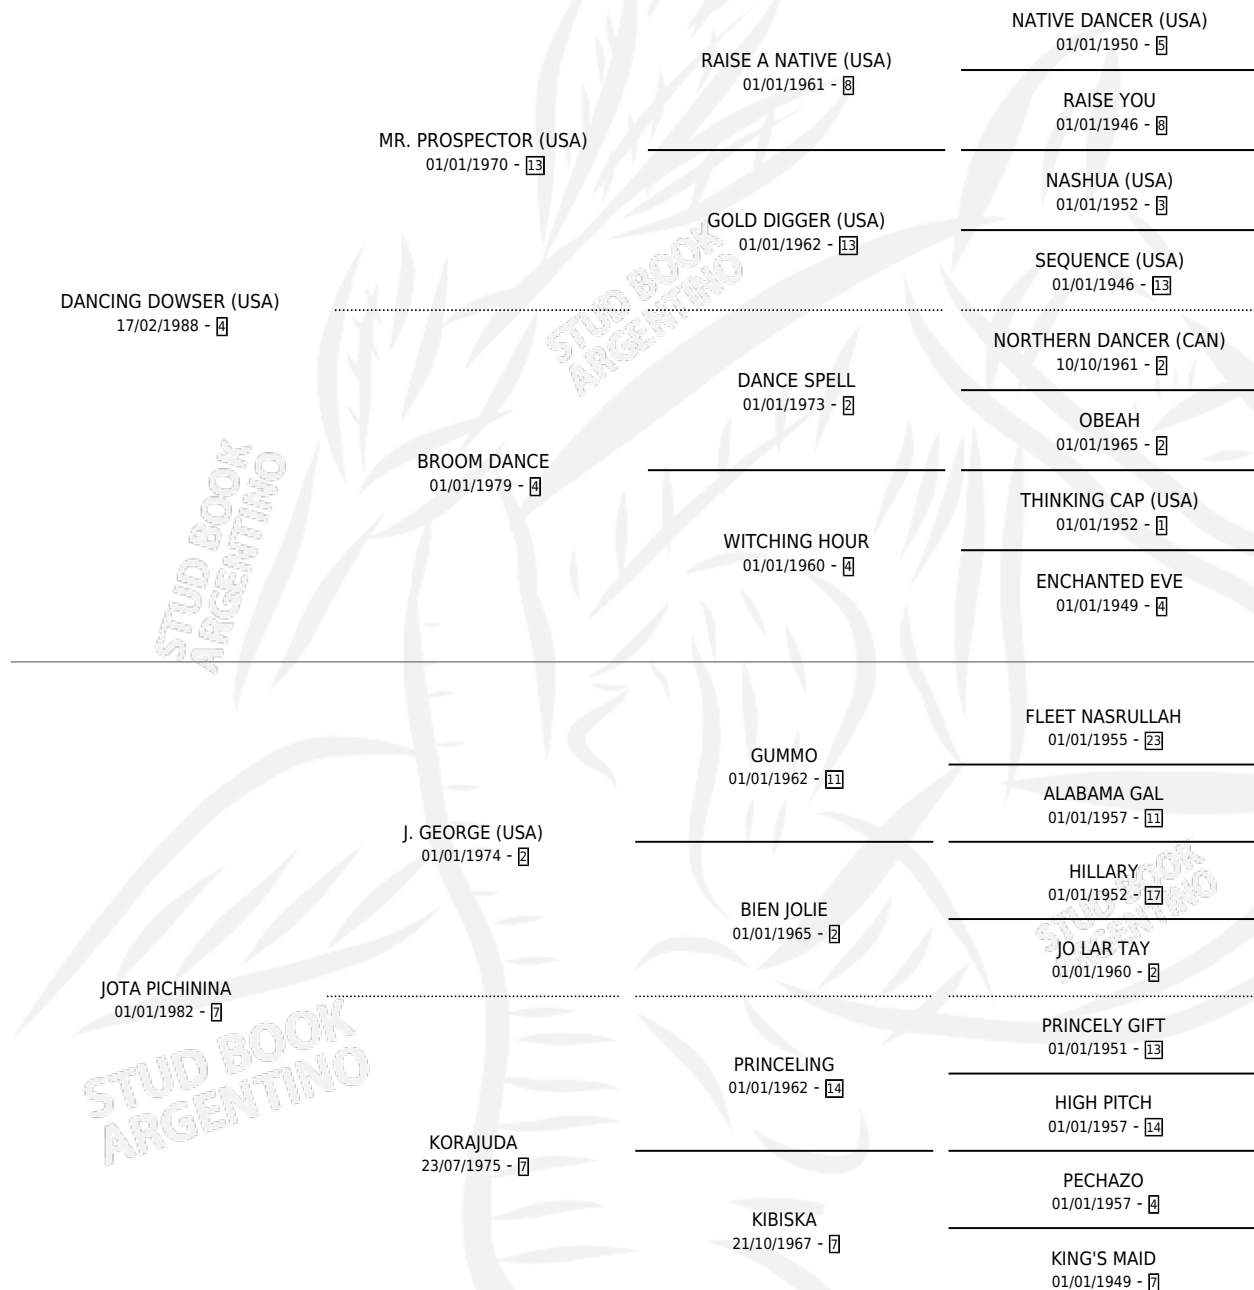 NATIVE DANCER (USA)
01/01/1950 - 5
RAISE A NATIVE (USA)
01/01/1961 - 8
RAISE YOU
01/01/1946 - 8
MR. PROSPECTOR (USA)
01/01/1970 - 13
NASHUA (USA)
01/01/1952 - 3
GOLD DIGGER (USA)
01/01/1962 - 13
SEQUENCE (USA)
01/01/1946 - 13
DANCING DOWSER (USA)
17/02/1988 - 4
NORTHERN DANCER (CAN)
10/10/1961 - 2
DANCE SPELL
01/01/1973 - 2
OBEAH
01/01/1965 - 2
BROOM DANCE
01/01/1979 - 4
THINKING CAP (USA)
01/01/1952 - 1
WITCHING HOUR
01/01/1960 - 4
ENCHANTED EVE
01/01/1949 - 4
FLEET NASRULLAH
01/01/1955 - 23
GUMMO
01/01/1962 - 11
ALABAMA GAL
01/01/1957 - 11
J. GEORGE (USA)
01/01/1974 - 2
HILLARY
01/01/1952 - 17
BIEN JOLIE
01/01/1965 - 2
JO LAR TAY
01/01/1960 - 2
JOTA PICHININA
01/01/1982 - 7
PRINCELY GIFT
01/01/1951 - 13
PRINCELING
01/01/1962 - 14
HIGH PITCH
01/01/1957 - 14
KORAJUDA
23/07/1975 - 7
PECHAZO
01/01/1957 - 4
KIBISKA
21/10/1967 - 7
KING'S MAID
01/01/1949 - 7
STUD BOOK
ARGENTINO
STUD BOOK
ARGENTINO
STUD BOOK
ARGENTINO
STUD BOOK
ARGENTINO